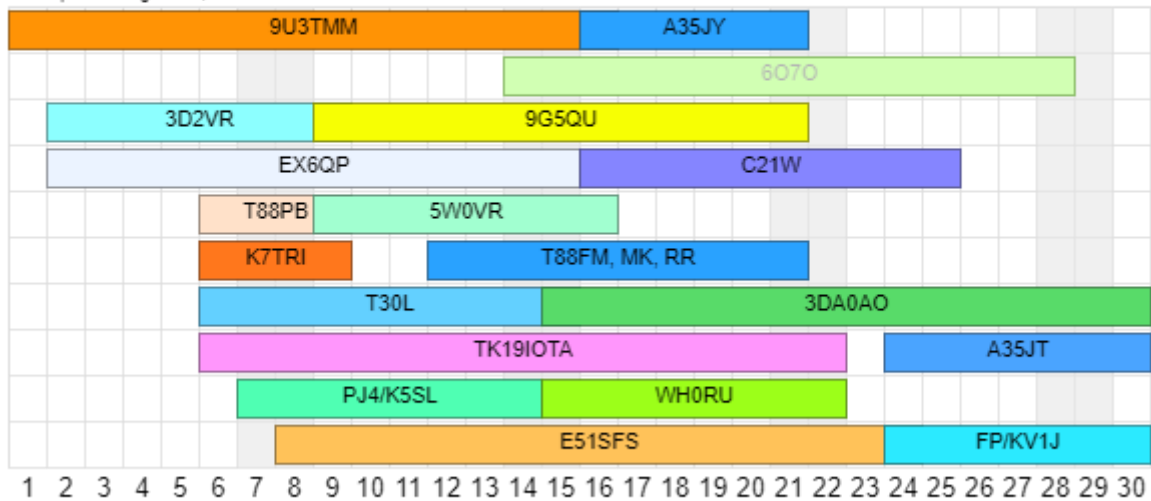 9U3TMM A35JY
6O7O
3D2VR 9G5QU
EX6QP C21W
T88PB 5W0VR
K7TRI T88FM, MK, RR
T30L 3DA0AO
TK19IOTA A35JT
PJ4/K5SL WH0RU
E51SFS FP/KV1J
1 2 3 4 5 6 7 8 9 10 11 12 13 14 15 16 17 18 19 20 21 22 23 24 25 26 27 28 29 30